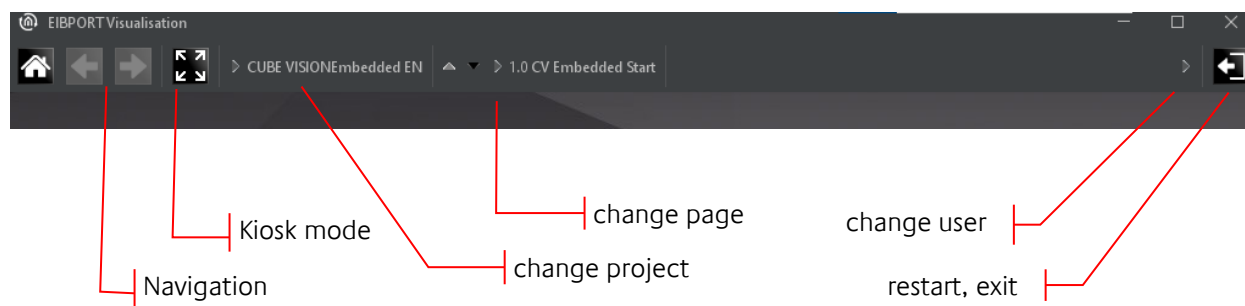 EIBPORT Visualisation
CUBE VISIONEmbedded EN
1.0 CV Embedded Start
change page
change user
Kiosk mode
change project
Navigation
restart, exit